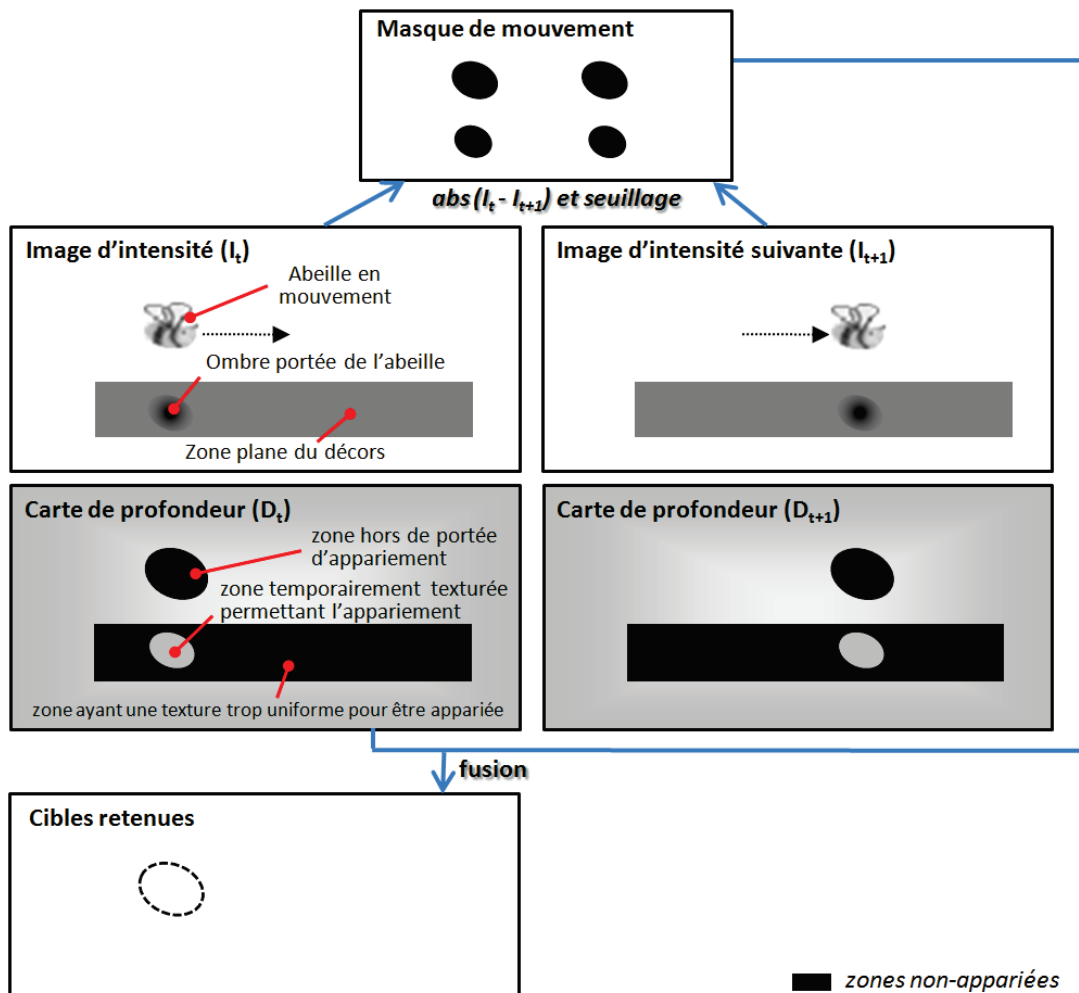 Masque de mouvement
abs (It - It+1) et seuillage
Image d’intensité (It)
Abeille en
mouvement
Ombre portée de l’abeille
Zone plane du décors
Image d’intensité suivante (It+1)
Carte de profondeur (Dt)
zone hors de portée
d’appariement
zone temporairement texturée
permettant l’appariement
zone ayant une texture trop uniforme pour être appariée
Carte de profondeur (Dt+1)
fusion
Cibles retenues
zones non-appariées